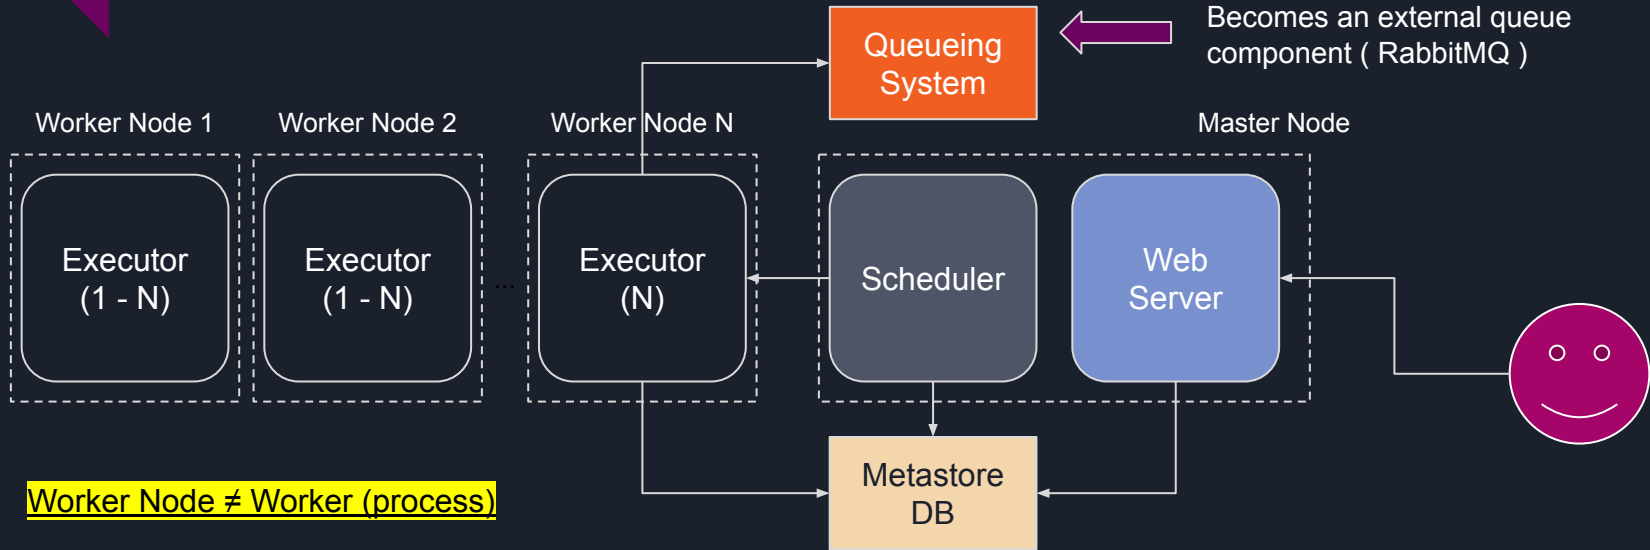 Becomes an external queue
component ( RabbitMQ )
Queueing
System
Worker Node 1
Worker Node 2
Worker Node N
Master Node
Executor
(1 - N)
Executor
(1 - N)
...
Executor
(N)
Scheduler
Web
Server
Metastore
DB
Worker Node ≠ Worker (process)